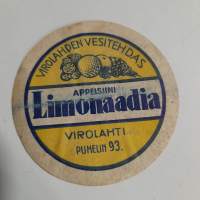 VIROLAHDEN VESITEHDAS
APPELSIINI
Limonaadia
VIROLAHTI
PUHELIN 93.